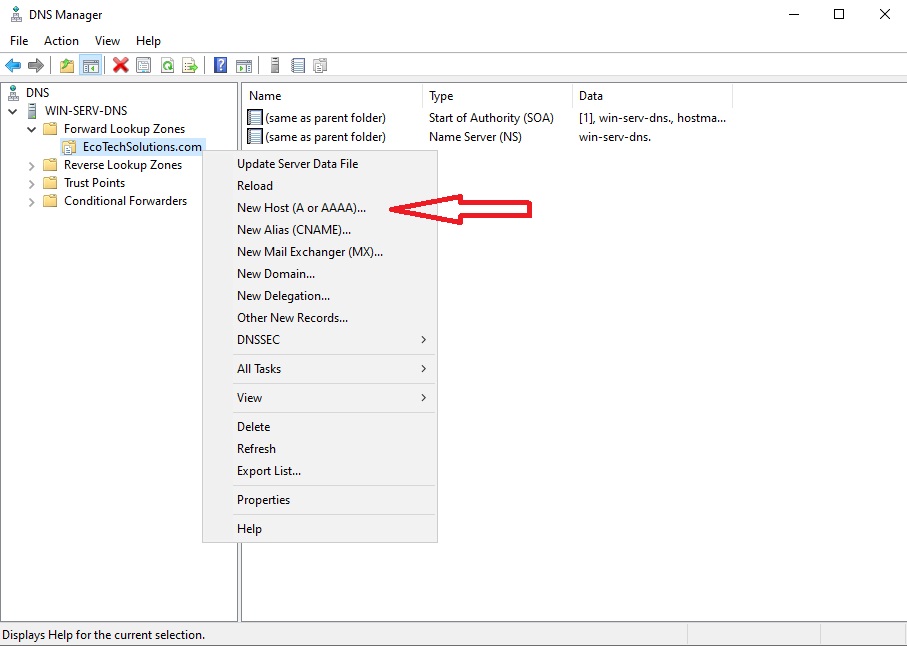 DNS Manager
File Action View Help
DNS
WIN-SERV-DNS
Forward Lookup Zones
EcoTechSolutions.com
Reverse Lookup Zones
Trust Points
Conditional Forwarders
Name Type Data
(same as parent folder) Start of Authority (SOA) [1], win-serv-dns., hostma...
(same as parent folder) Name Server (NS) win-serv-dns.
Update Server Data File
Reload
New Host (A or AAAA)...
New Alias (CNAME)...
New Mail Exchanger (MX)...
New Domain...
New Delegation...
Other New Records...
DNSSEC
All Tasks
View
Delete
Refresh
Export List...
Properties
Help
Displays Help for the current selection.